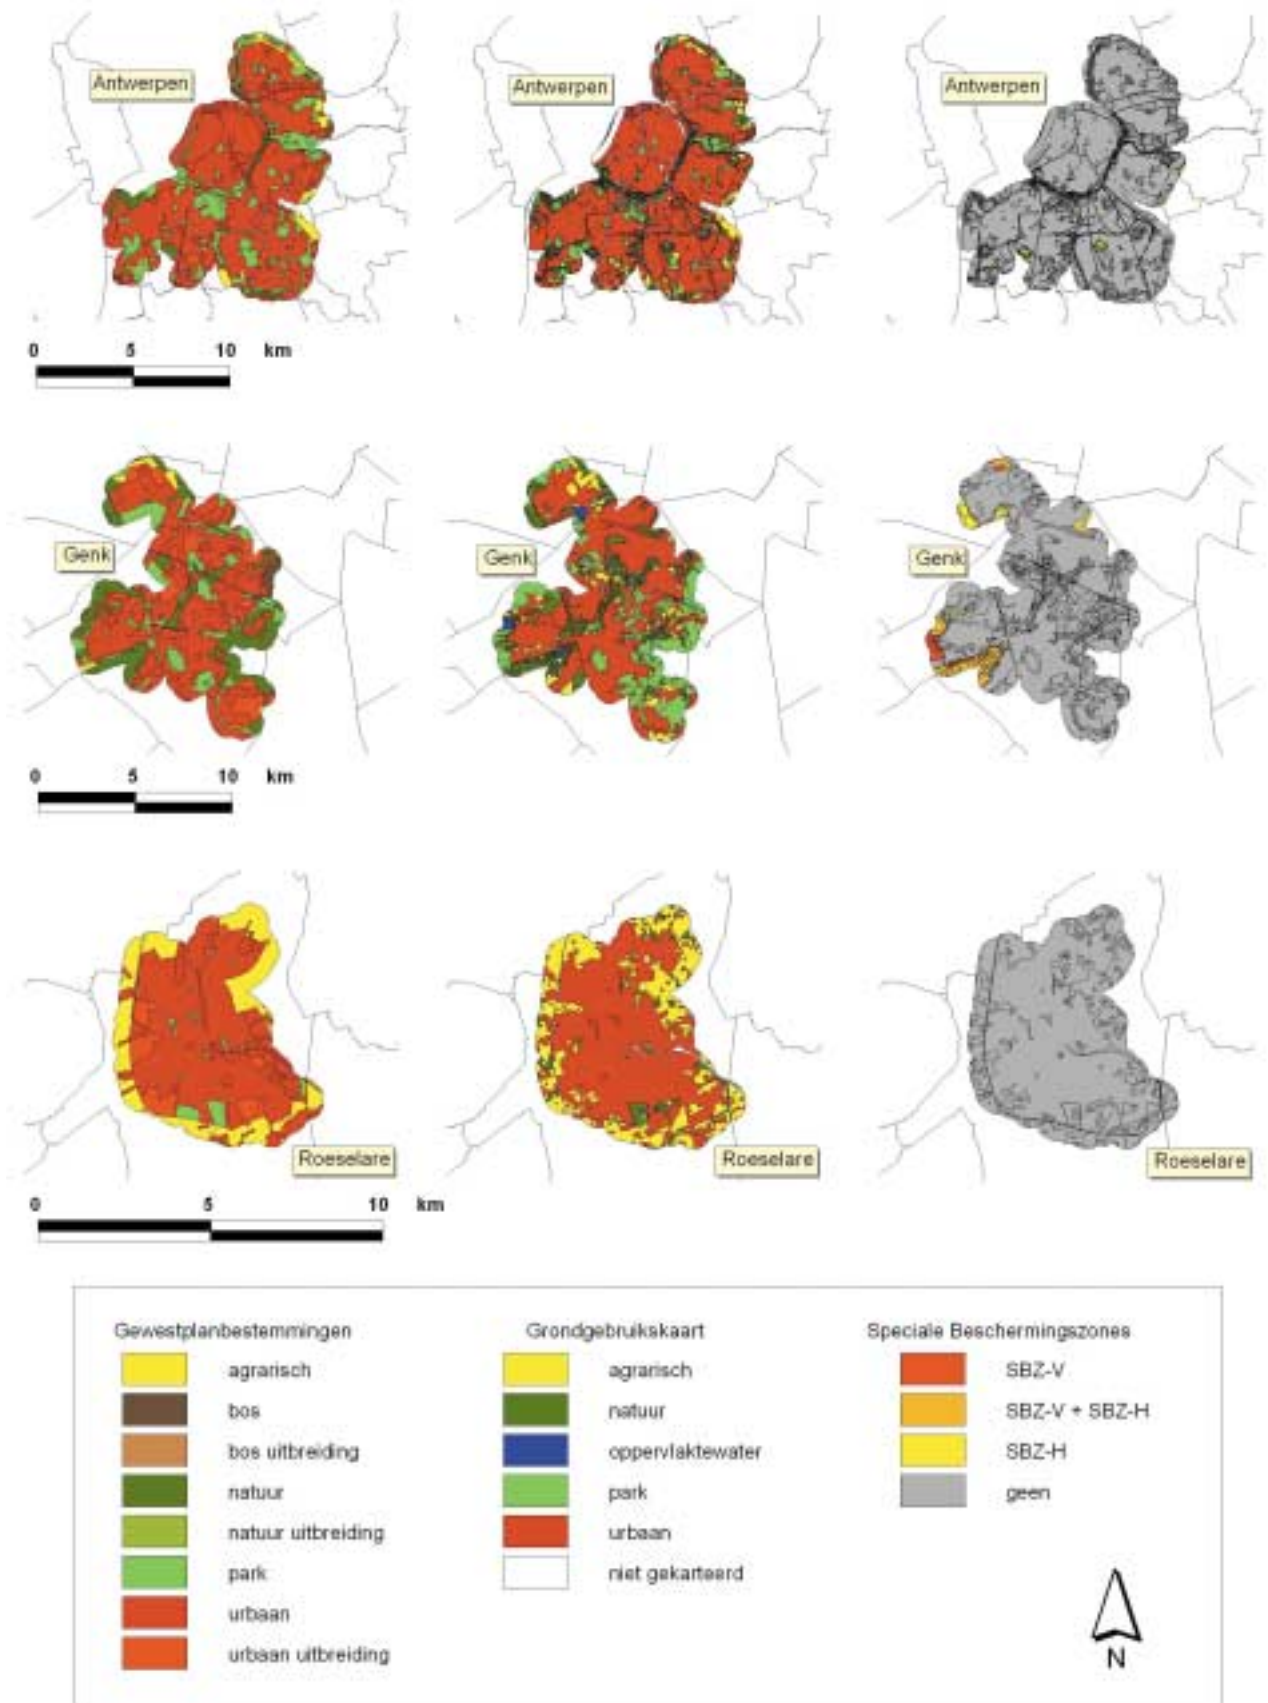 Antwerpen
Antwerpen
Antwerpen
0 5 10 km
Genk
Genk
Genk
0 5 10 km
Roeselare
Roeselare
Roeselare
0 5 10 km
Gewestplanbestemmingen
agrarisch
bos
bos uitbreiding
natuur
natuur uitbreiding
park
urbaan
urbaan uitbreiding
Grondgebruikskaart
agrarisch
natuur
oppervlaktewater
park
urbaan
niet gekarteerd
Speciale Beschermingszones
SBZ-V
SBZ-V + SBZ-H
SBZ-H
geen
N